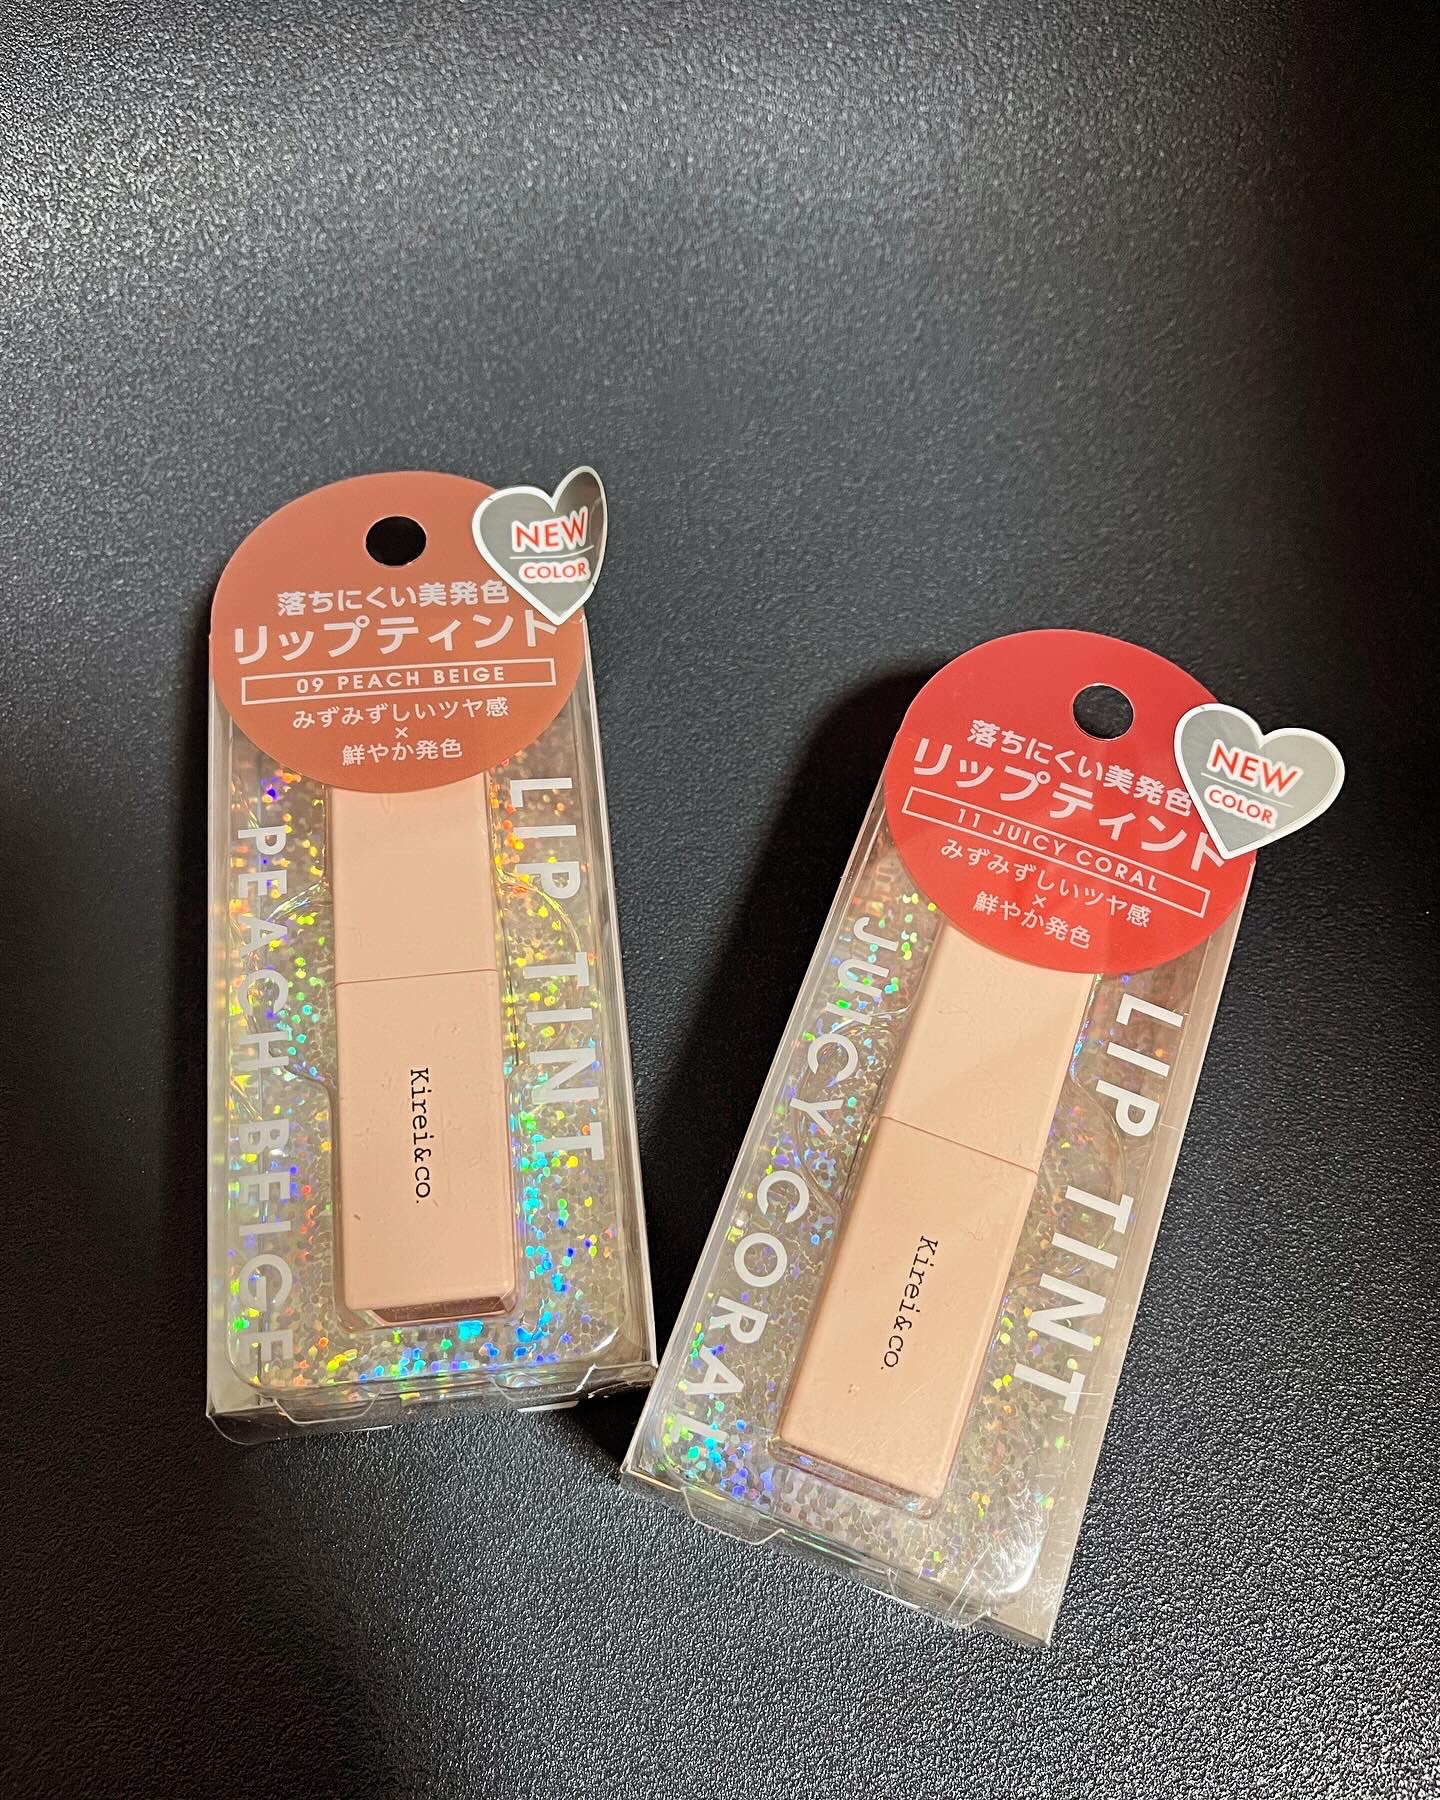 NEW
COLOR
落ちにくい美発色
リップティント
09 PEACH BEIGE
みずみずしいツヤ感
×
鮮やか発色
LIP TINT
PEACH BEIGE
Kirei&co.
NEW
COLOR
落ちにくい美発色
リップティント
11 JUICY CORAL
みずみずしいツヤ感
×
鮮やか発色
LIP TINT
JUICY CORAL
Kirei&co.